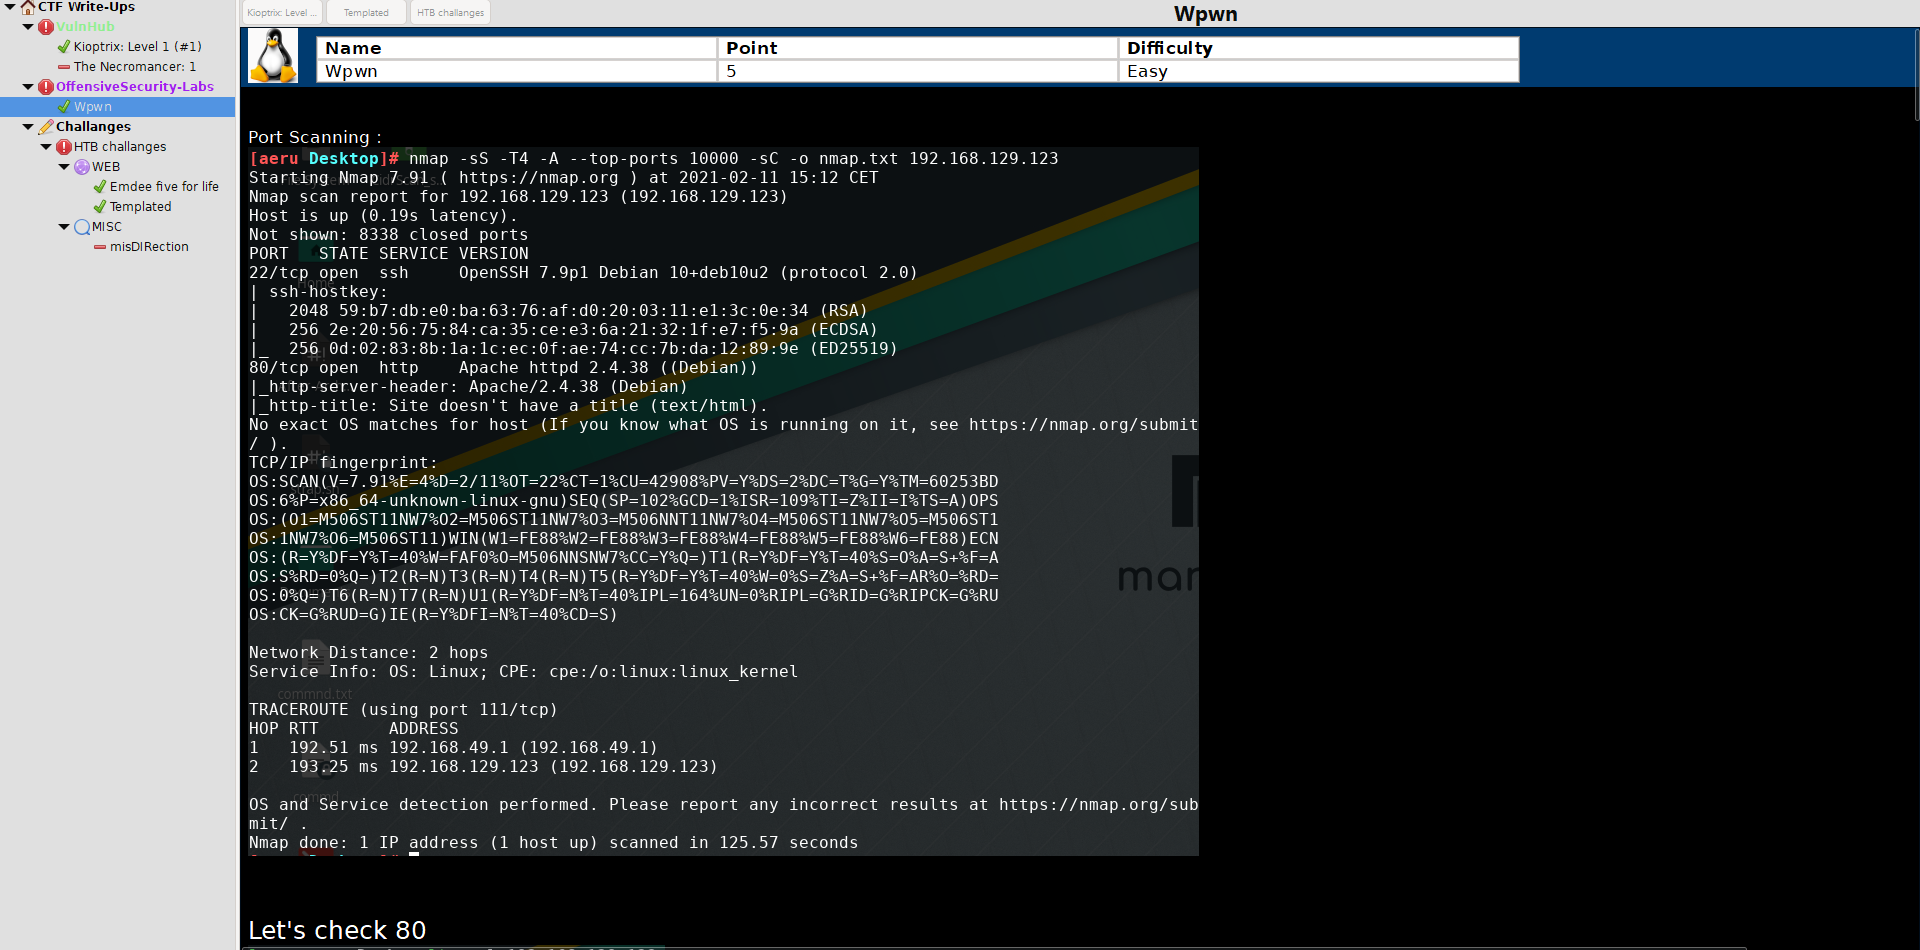 CTF Write-Ups
VulnHub
Kioptrix: Level 1 (#1)
The Necromancer: 1
OffensiveSecurity-Labs
Wpwn
Challanges
HTB challanges
WEB
Emdee five for life
Templated
MISC
misDIRection
Kioptrix: Level ...
Templated
HTB challanges
Wpwn
Name Point Difficulty
Wpwn 5 Easy
Port Scanning :
[aeru Desktop]# nmap -sS -T4 -A --top-ports 10000 -sC -o nmap.txt 192.168.129.123
Starting Nmap 7.91 ( https://nmap.org ) at 2021-02-11 15:12 CET
Nmap scan report for 192.168.129.123 (192.168.129.123)
Host is up (0.19s latency).
Not shown: 8338 closed ports
PORT   STATE SERVICE VERSION
22/tcp open  ssh     OpenSSH 7.9p1 Debian 10+deb10u2 (protocol 2.0)
| ssh-hostkey:
|   2048 59:b7:db:e0:ba:63:76:af:d0:20:03:11:e1:3c:0e:34 (RSA)
|   256 2e:20:56:75:84:ca:35:ce:e3:6a:21:32:1f:e7:f5:9a (ECDSA)
|_  256 0d:02:83:8b:1a:1c:ec:0f:ae:74:cc:7b:da:12:89:9e (ED25519)
80/tcp open  http    Apache httpd 2.4.38 ((Debian))
|_http-server-header: Apache/2.4.38 (Debian)
|_http-title: Site doesn't have a title (text/html).
No exact OS matches for host (If you know what OS is running on it, see https://nmap.org/submit
/ ).
TCP/IP fingerprint:
OS:SCAN(V=7.91%E=4%D=2/11%OT=22%CT=1%CU=42908%PV=Y%DS=2%DC=T%G=Y%TM=60253BD
OS:6%P=x86_64-unknown-linux-gnu)SEQ(SP=102%GCD=1%ISR=109%TI=Z%II=I%TS=A)OPS
OS:(O1=M506ST11NW7%O2=M506ST11NW7%O3=M506NNT11NW7%O4=M506ST11NW7%O5=M506ST1
OS:1NW7%O6=M506ST11)WIN(W1=FE88%W2=FE88%W3=FE88%W4=FE88%W5=FE88%W6=FE88)ECN
OS:(R=Y%DF=Y%T=40%W=FAF0%O=M506NNSNW7%CC=Y%Q=)T1(R=Y%DF=Y%T=40%S=O%A=S+%F=A
OS:S%RD=0%Q=)T2(R=N)T3(R=N)T4(R=N)T5(R=Y%DF=Y%T=40%W=0%S=Z%A=S+%F=AR%O=%RD=
OS:0%Q=)T6(R=N)T7(R=N)U1(R=Y%DF=N%T=40%IPL=164%UN=0%RIPL=G%RID=G%RIPCK=G%RU
OS:CK=G%RUD=G)IE(R=Y%DFI=N%T=40%CD=S)
Network Distance: 2 hops
Service Info: OS: Linux; CPE: cpe:/o:linux:linux_kernel
commnd.txt
TRACEROUTE (using port 111/tcp)
HOP RTT       ADDRESS
1   192.51 ms 192.168.49.1 (192.168.49.1)
2   193.25 ms 192.168.129.123 (192.168.129.123)
commd
OS and Service detection performed. Please report any incorrect results at https://nmap.org/sub
mit/ .
Nmap done: 1 IP address (1 host up) scanned in 125.57 seconds
Let's check 80